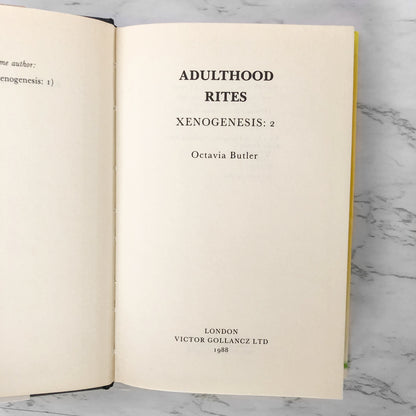 me author:
enogenesis: 1)
ADULTHOOD
RITES
XENOGENESIS: 2
Octavia Butler
LONDON
VICTOR GOLLANCZ LTD
1988